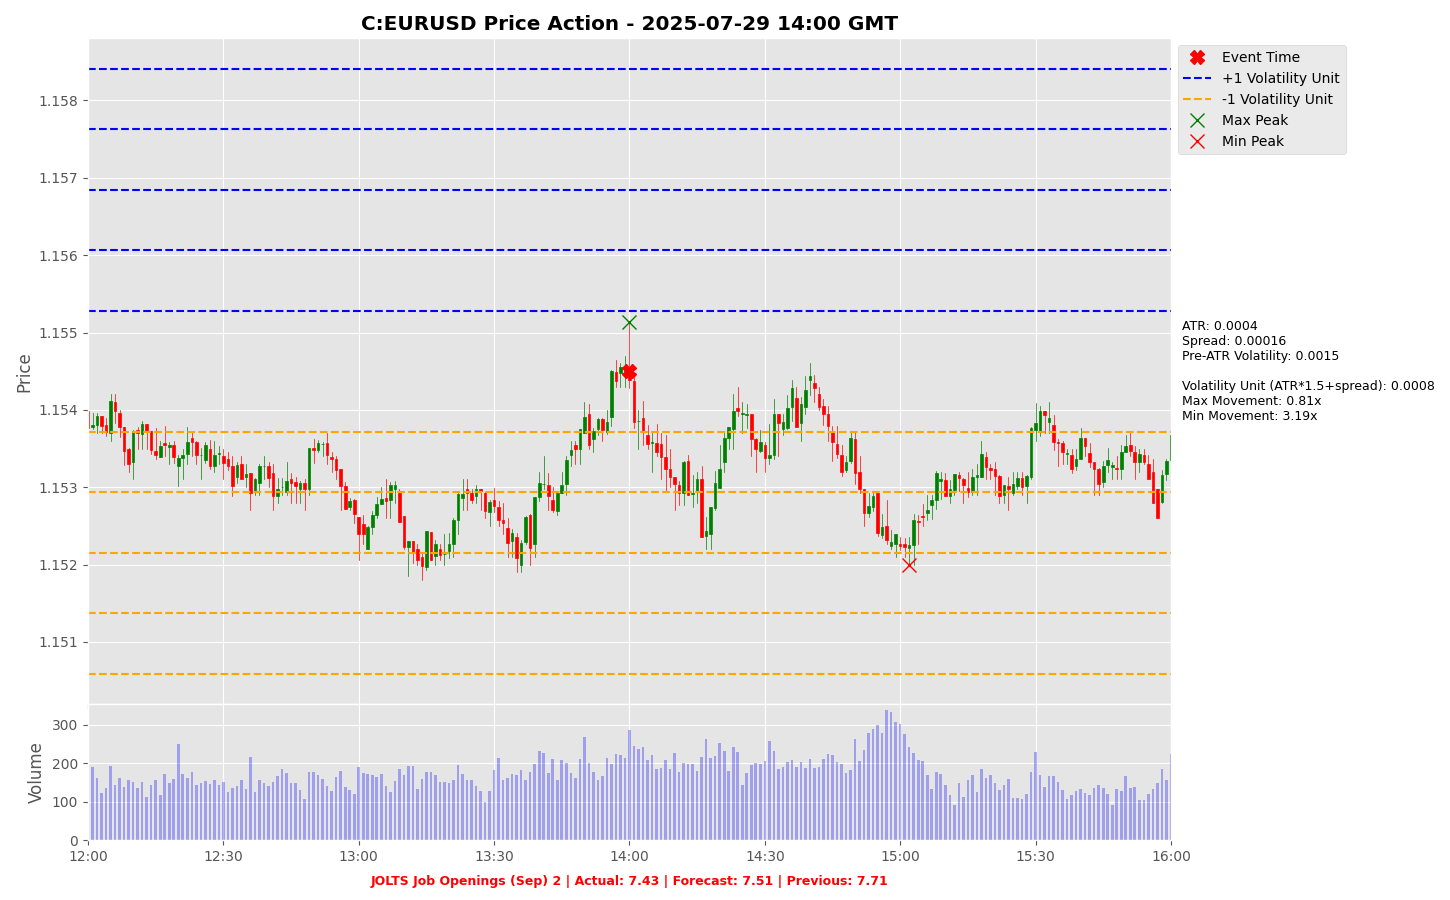 C:EURUSD Price Action - 2025-07-29 14:00 GMT
Event Time
+1 Volatility Unit
-1 Volatility Unit
Max Peak
Min Peak
1.158
1.157
1.156
1.155
1.154
1.153
1.152
1.151
Price
ATR: 0.0004
Spread: 0.00016
Pre-ATR Volatility: 0.0015
Volatility Unit (ATR*1.5+spread): 0.0008
Max Movement: 0.81x
Min Movement: 3.19x
300
200
100
0
Volume
12:00 12:30 13:00 13:30 14:00 14:30 15:00 15:30 16:00
JOLTS Job Openings (Sep) 2 | Actual: 7.43 | Forecast: 7.51 | Previous: 7.71